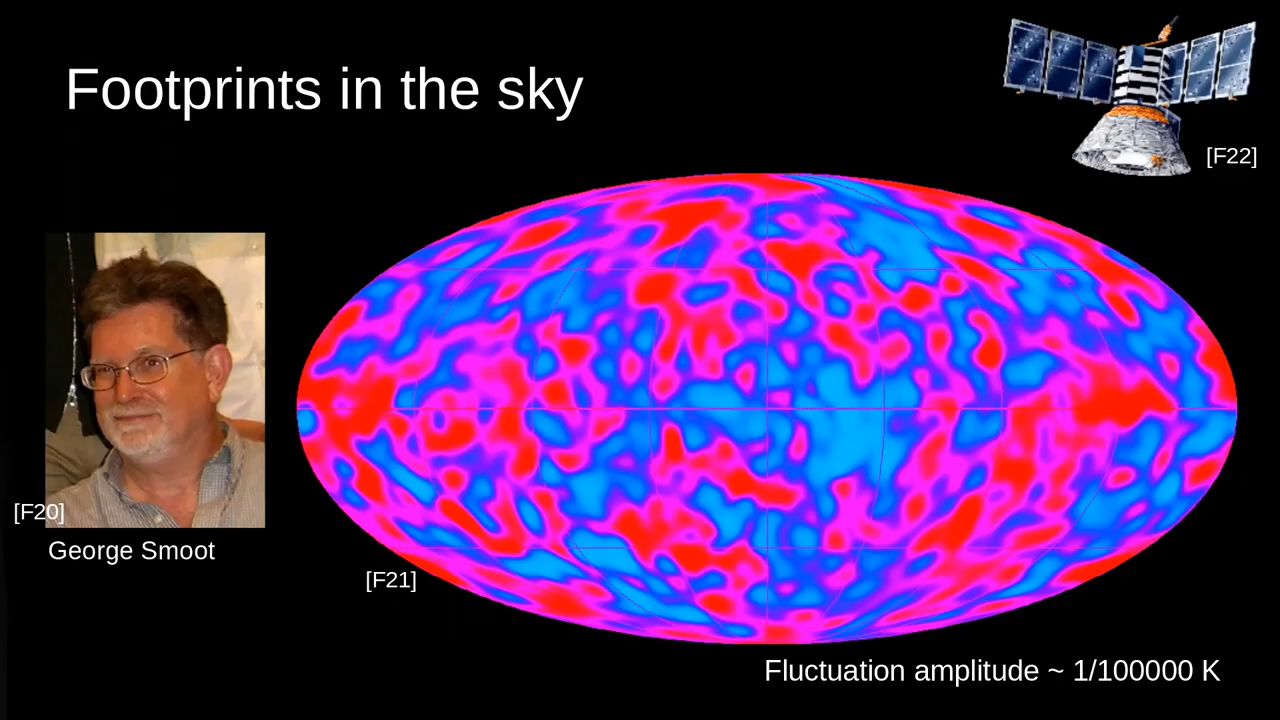 Footprints in the sky
[F22]
[F20]
George Smoot
[F21]
Fluctuation amplitude ~ 1/100000 K